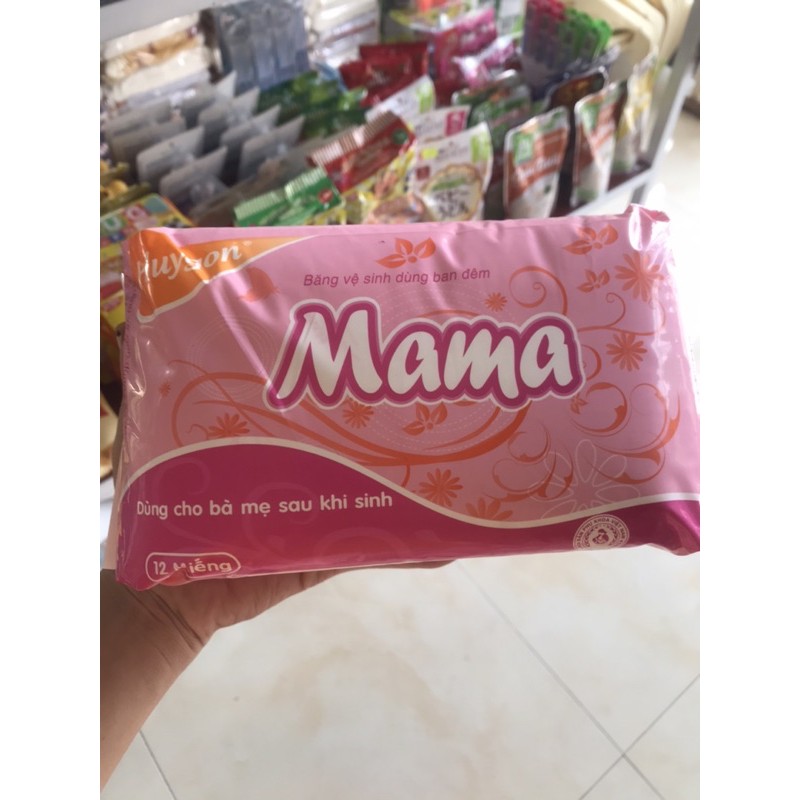 Băng vệ sinh dùng ban đêm
Mama
Dùng cho bà mẹ sau khi sinh
12 Miếng